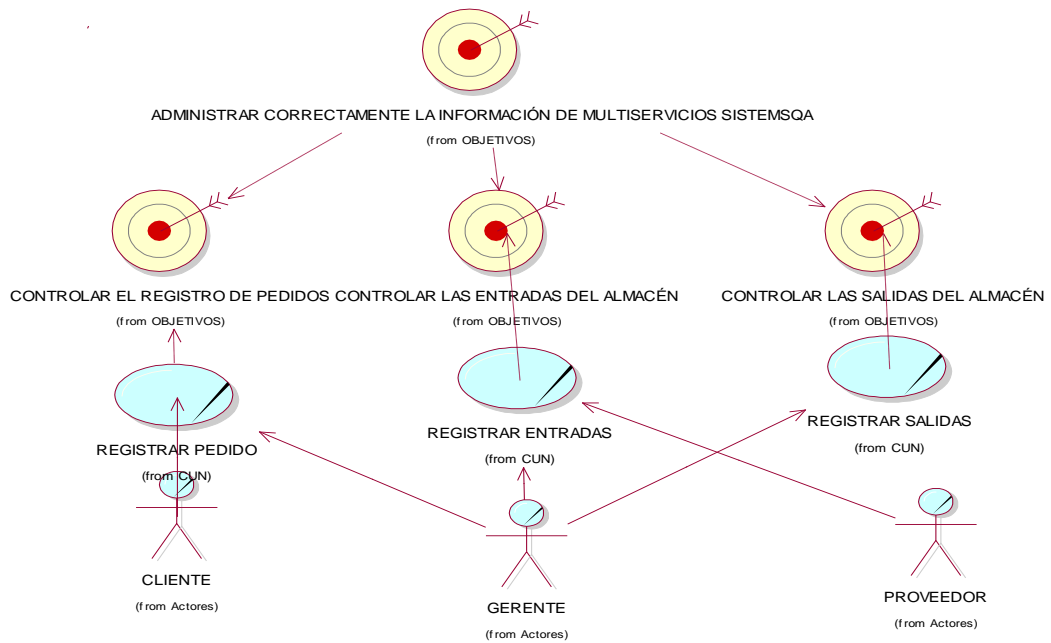 ADMINISTRAR CORRECTAMENTE LA INFORMACIÓN DE MULTISERVICIOS SISTEMSQA
(from OBJETIVOS)
CONTROLAR EL REGISTRO DE PEDIDOS
(from OBJETIVOS)
CONTROLAR LAS ENTRADAS DEL ALMACÉN
(from OBJETIVOS)
CONTROLAR LAS SALIDAS DEL ALMACÉN
(from OBJETIVOS)
REGISTRAR PEDIDO
(from CUN)
REGISTRAR ENTRADAS
(from CUN)
REGISTRAR SALIDAS
(from CUN)
CLIENTE
(from Actores)
GERENTE
(from Actores)
PROVEEDOR
(from Actores)